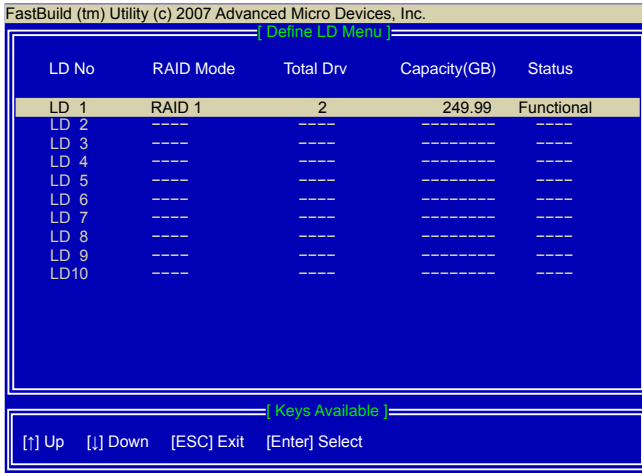 FastBuild (tm) Utility (c) 2007 Advanced Micro Devices, Inc.
[ Define LD Menu ]
LD No RAID Mode Total Drv Capacity(GB) Status
LD 1 RAID 1 2 249.99 Functional
LD 2 ---- ---- -------- ----
LD 3 ---- ---- -------- ----
LD 4 ---- ---- -------- ----
LD 5 ---- ---- -------- ----
LD 6 ---- ---- -------- ----
LD 7 ---- ---- -------- ----
LD 8 ---- ---- -------- ----
LD 9 ---- ---- -------- ----
LD10 ---- ---- -------- ----
[ Keys Available ]
[↑] Up [↓] Down [ESC] Exit [Enter] Select